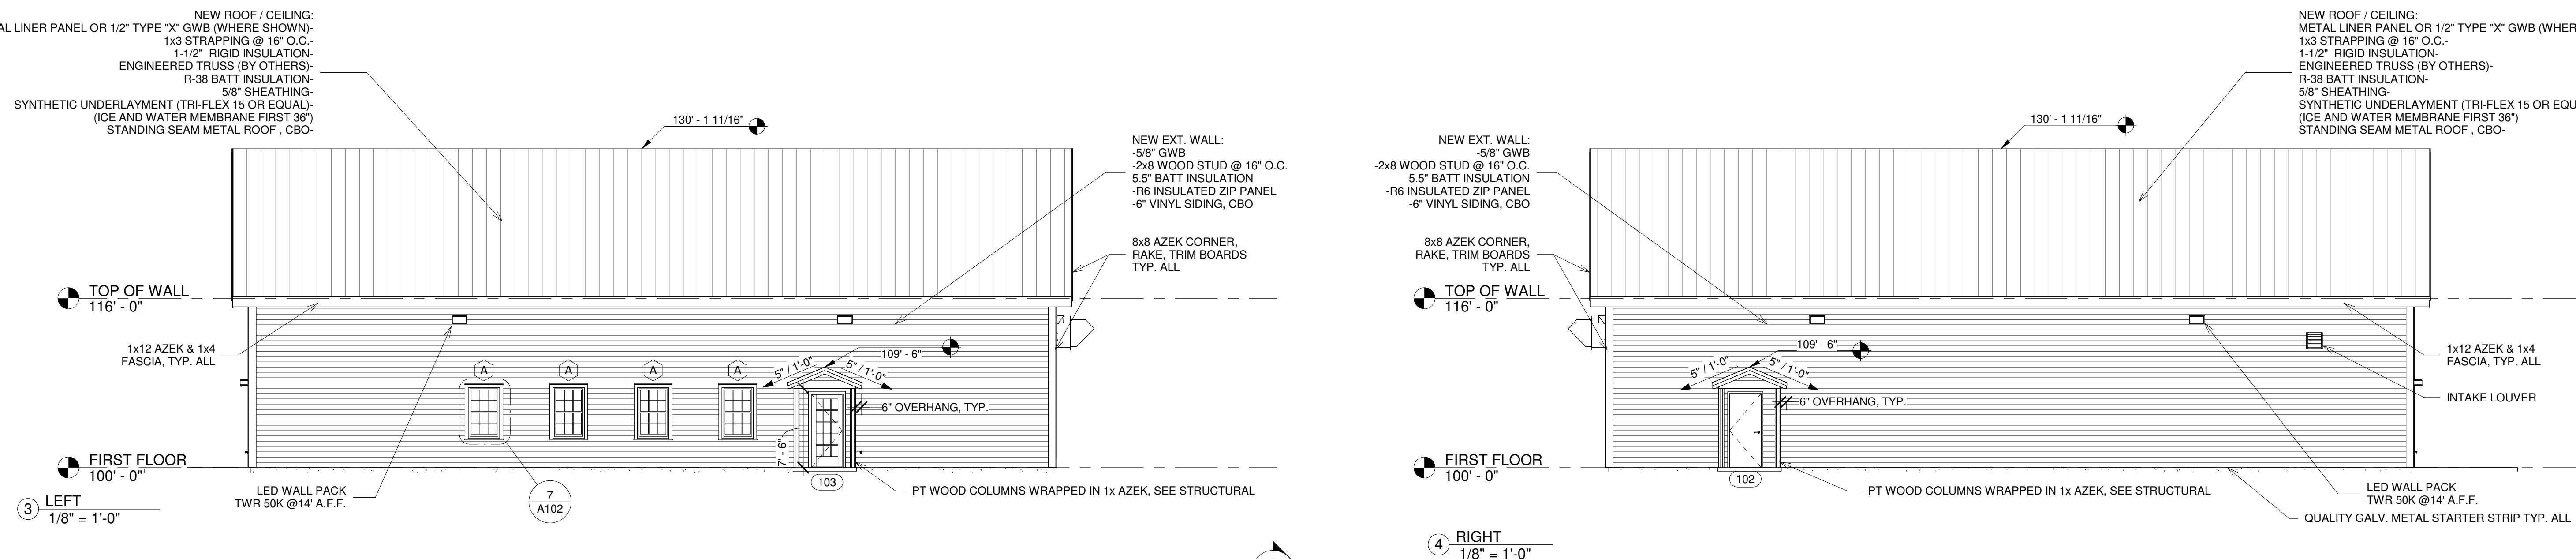 NEW ROOF / CEILING:
AL LINER PANEL OR 1/2" TYPE "X" GWB (WHERE SHOWN)-
1x3 STRAPPING @ 16" O.C.-
1-1/2" RIGID INSULATION-
ENGINEERED TRUSS (BY OTHERS)-
R-38 BATT INSULATION-
5/8" SHEATHING-
SYNTHETIC UNDERLAYMENT (TRI-FLEX 15 OR EQUAL)-
(ICE AND WATER MEMBRANE FIRST 36")
STANDING SEAM METAL ROOF , CBO-
130' - 1 11/16"
NEW EXT. WALL:
-5/8" GWB
-2x8 WOOD STUD @ 16" O.C.
5.5" BATT INSULATION
-R6 INSULATED ZIP PANEL
-6" VINYL SIDING, CBO
8x8 AZEK CORNER,
RAKE, TRIM BOARDS
TYP. ALL
TOP OF WALL
116' - 0"
1x12 AZEK & 1x4
FASCIA, TYP. ALL
A
A
A
A
109' - 6"
5" / 1'-0"
5" / 1'-0"
6" OVERHANG, TYP.
7' - 6"
FIRST FLOOR
100' - 0"
103
LED WALL PACK
TWR 50K @14' A.F.F.
7
A102
PT WOOD COLUMNS WRAPPED IN 1x AZEK, SEE STRUCTURAL
3
LEFT
1/8" = 1'-0"
NEW ROOF / CEILING:
METAL LINER PANEL OR 1/2" TYPE "X" GWB (WHER
1x3 STRAPPING @ 16" O.C.-
1-1/2" RIGID INSULATION-
ENGINEERED TRUSS (BY OTHERS)-
R-38 BATT INSULATION-
5/8" SHEATHING-
SYNTHETIC UNDERLAYMENT (TRI-FLEX 15 OR EQU
(ICE AND WATER MEMBRANE FIRST 36")
STANDING SEAM METAL ROOF , CBO-
130' - 1 11/16"
NEW EXT. WALL:
-5/8" GWB
-2x8 WOOD STUD @ 16" O.C.
5.5" BATT INSULATION
-R6 INSULATED ZIP PANEL
-6" VINYL SIDING, CBO
8x8 AZEK CORNER,
RAKE, TRIM BOARDS
TYP. ALL
TOP OF WALL
116' - 0"
109' - 6"
5" / 1'-0"
5" / 1'-0"
6" OVERHANG, TYP.
1x12 AZEK & 1x4
FASCIA, TYP. ALL
INTAKE LOUVER
FIRST FLOOR
100' - 0"
102
PT WOOD COLUMNS WRAPPED IN 1x AZEK, SEE STRUCTURAL
LED WALL PACK
TWR 50K @14' A.F.F.
QUALITY GALV. METAL STARTER STRIP TYP. ALL
4
RIGHT
1/8" = 1'-0"